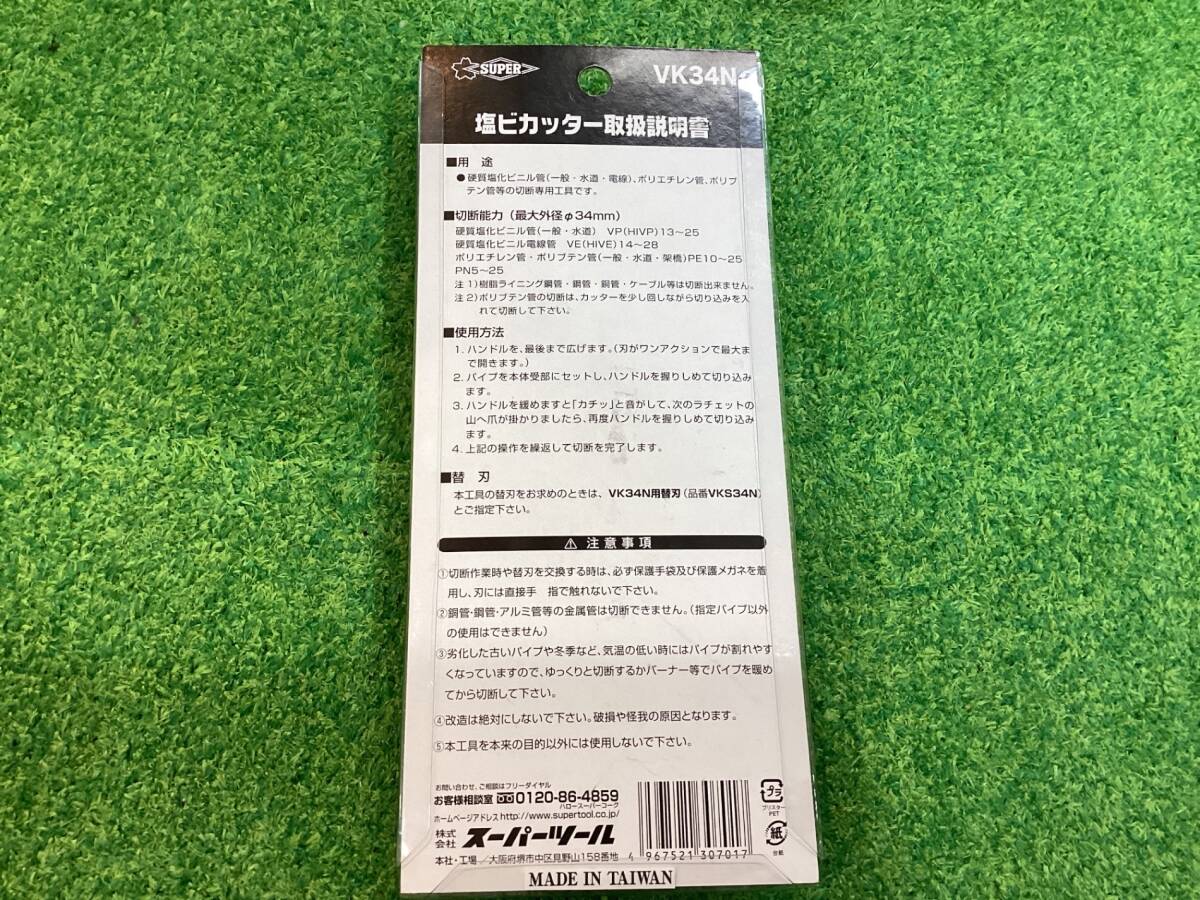 SUPER
VK34N
塩ビカッター取扱説明書
■用 途
●硬質塩化ビニル管(一般・水道・電線)、ポリエチレン管、ポリブ
テン管等の切断専用工具です。
■切断能力(最大外径φ34mm)
硬質塩化ビニル管(一般・水道) VP(HIVP)13～25
硬質塩化ビニル電線管 VE(HIVE)14～28
ポリエチレン管・ポリブテン管(一般・水道・架橋)PE10～25
PN5～25
注1)樹脂ライニング鋼管・鋼管・銅管・ケーブル等は切断出来ません。
注2)ポリブテン管の切断は、カッターを少し回しながら切り込みを入
れて切断して下さい。
■使用方法
1. ハンドルを、最後まで広げます。(刃がワンアクションで最大ま
で開きます。)
2. パイプを本体受部にセットし、ハンドルを握りしめて切り込み
ます。
3. ハンドルを緩めますと「カチッ」と音がして、次のラチェットの
山へ爪が掛かりましたら、再度ハンドルを握りしめて切り込み
ます。
4. 上記の操作を繰返して切断を完了します。
■替 刃
本工具の替刃をお求めのときは、VK34N用替刃(品番VKS34N)
とご指定下さい。
⚠ 注意事項
①切断作業時や替刃を交換する時は、必ず保護手袋及び保護メガネを着
用し、刃には直接手 指で触れないで下さい。
②鋼管・銅管・アルミ管等の金属管は切断できません。(指定パイプ以外
の使用はできません)
③劣化した古いパイプや冬季など、気温の低い時にはパイプが割れやす
くなっていますので、ゆっくりと切断するかバーナー等でパイプを暖め
てから切断して下さい。
④改造は絶対にしないで下さい。破損や怪我の原因となります。
⑤本工具を本来の目的以外には使用しないで下さい。
お問い合わせ、ご相談はフリーダイヤル
お客様相談室 0120-86-4859
ハロースーパーコーク
ホームページアドレスhttp://www.supertool.co.jp/
株式会社 スーパーツール
本社・工場／大阪府堺市中区見野山158番地
4 967521 307017
プラ
ブリスター
PET
紙
台紙
MADE IN TAIWAN